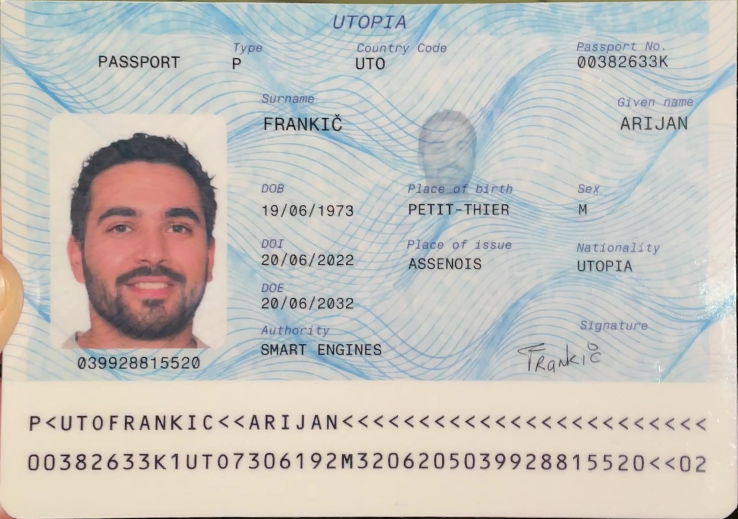 UTOPIA
PASSPORT
Type
P
Country Code
UTO
Passport No.
00382633K
Surname
FRANKIČ
Given name
ARIJAN
DOB
19/06/1973
Place of birth
PETIT-THIER
Sex
M
DOI
20/06/2022
Place of issue
ASSENOIS
Nationality
UTOPIA
DOE
20/06/2032
Authority
SMART ENGINES
Signature
Frankič
039928815520
P<UTOFRANKIC<<ARIJAN<<<<<<<<<<<<<<<<<<<<<<<<
00382633K1UTO7306192M3206205039928815520<<02